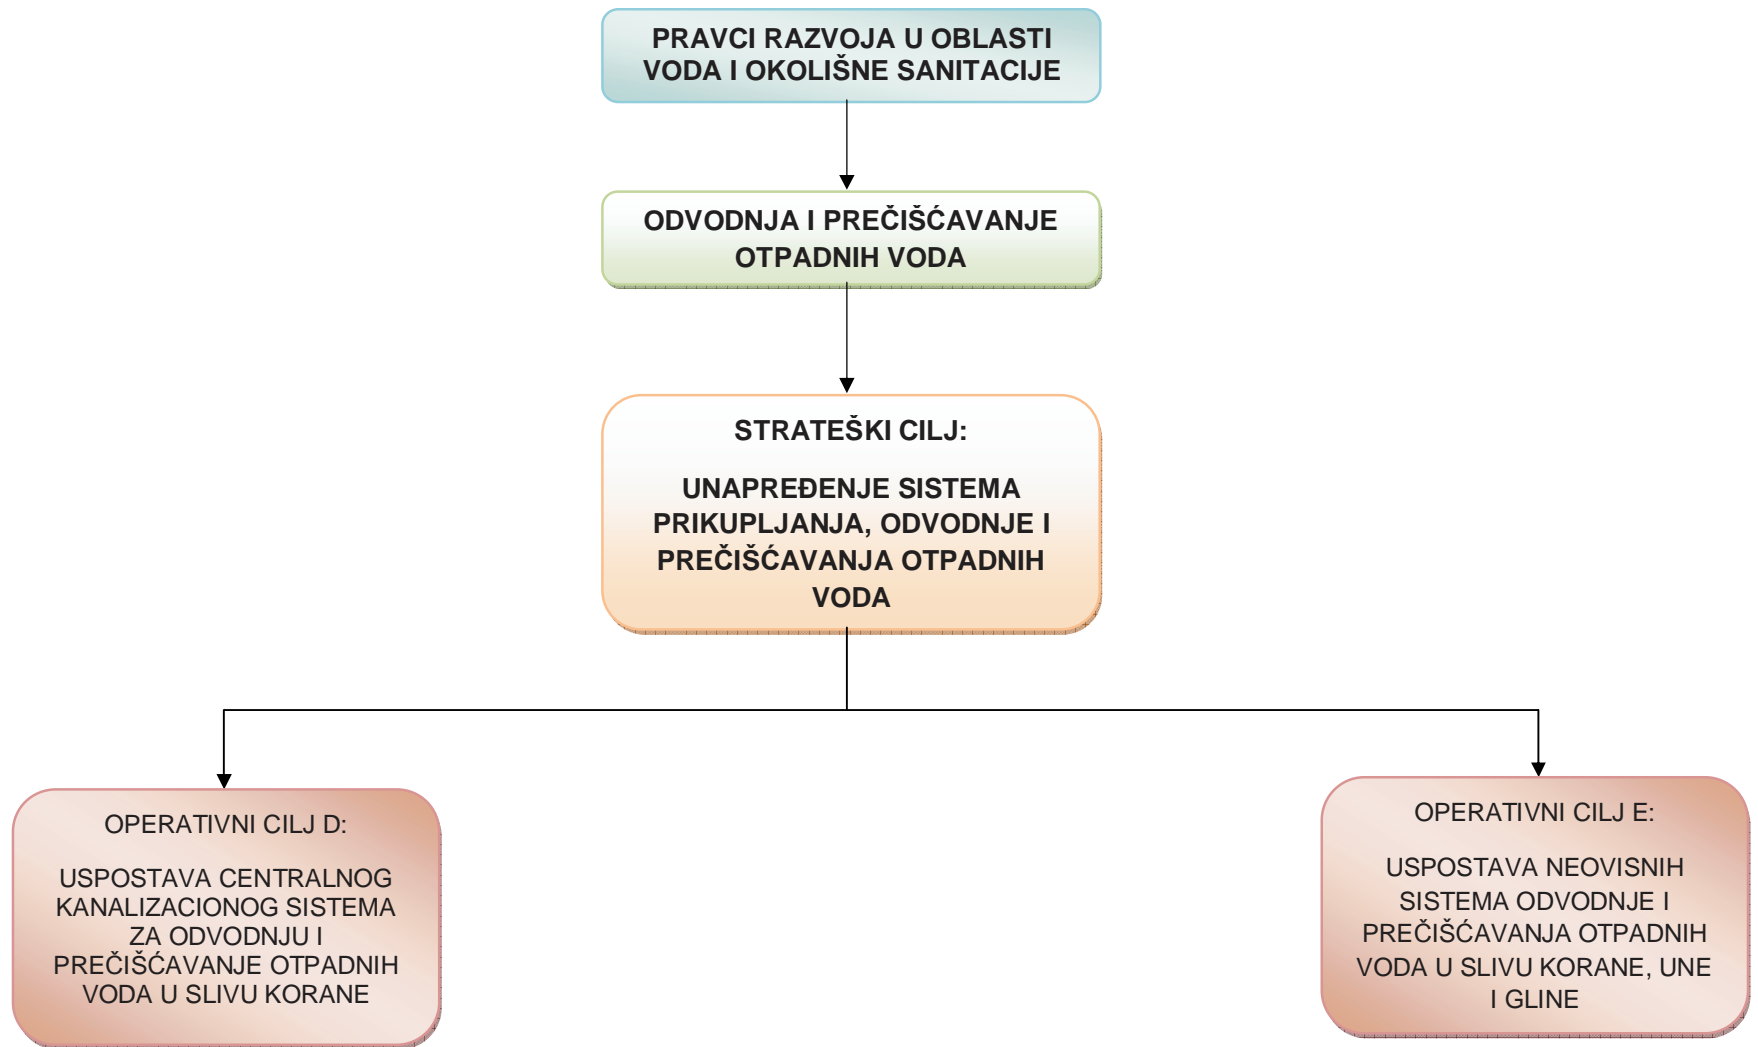 PRAVCI RAZVOJA U OBLASTI
VODA I OKOLIŠNE SANITACIJE
ODVODNJA I PREČIŠĆAVANJE
OTPADNIH VODA
STRATEŠKI CILJ:
UNAPREĐENJE SISTEMA
PRIKUPLJANJA, ODVODNJE I
PREČIŠĆAVANJA OTPADNIH
VODA
OPERATIVNI CILJ D:
USPOSTAVA CENTRALNOG
KANALIZACIONOG SISTEMA
ZA ODVODNJU I
PREČIŠĆAVANJE OTPADNIH
VODA U SLIVU KORANE
OPERATIVNI CILJ E:
USPOSTAVA NEOVISNIH
SISTEMA ODVODNJE I
PREČIŠĆAVANJA OTPADNIH
VODA U SLIVU KORANE, UNE
I GLINE